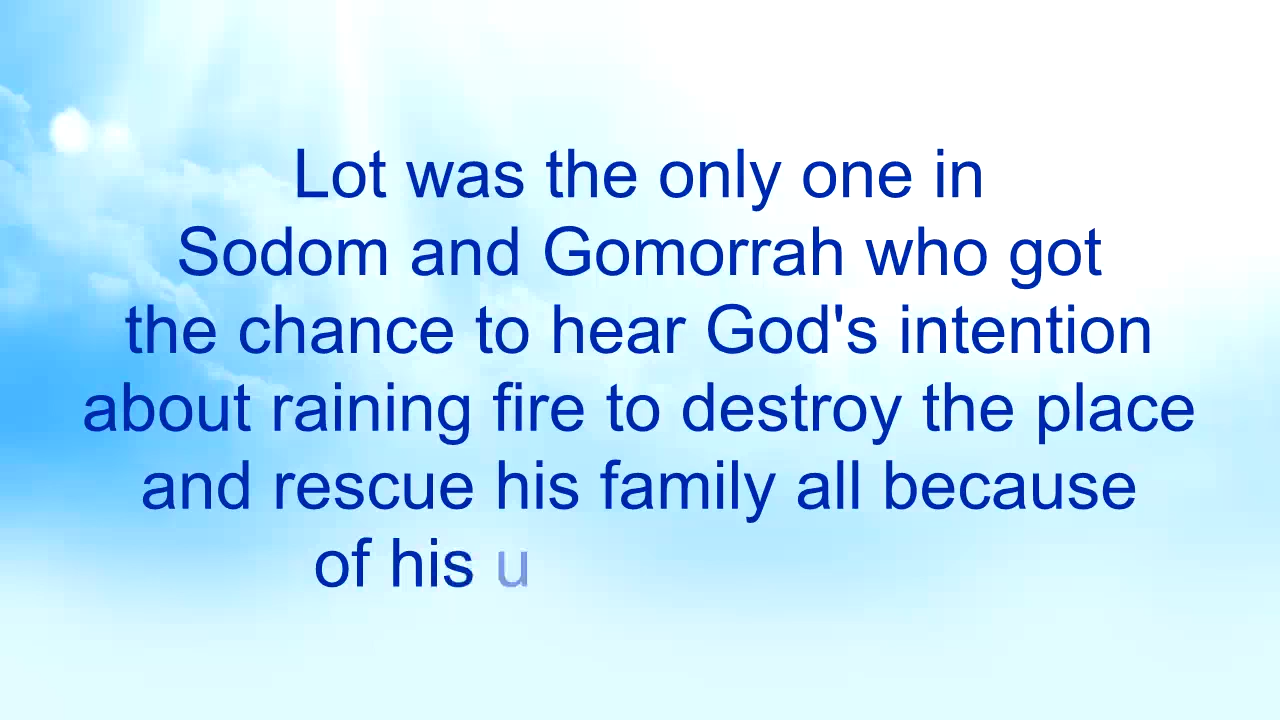 Lot was the only one in
Sodom and Gomorrah who got
the chance to hear God's intention
about raining fire to destroy the place
and rescue his family all because
of his u